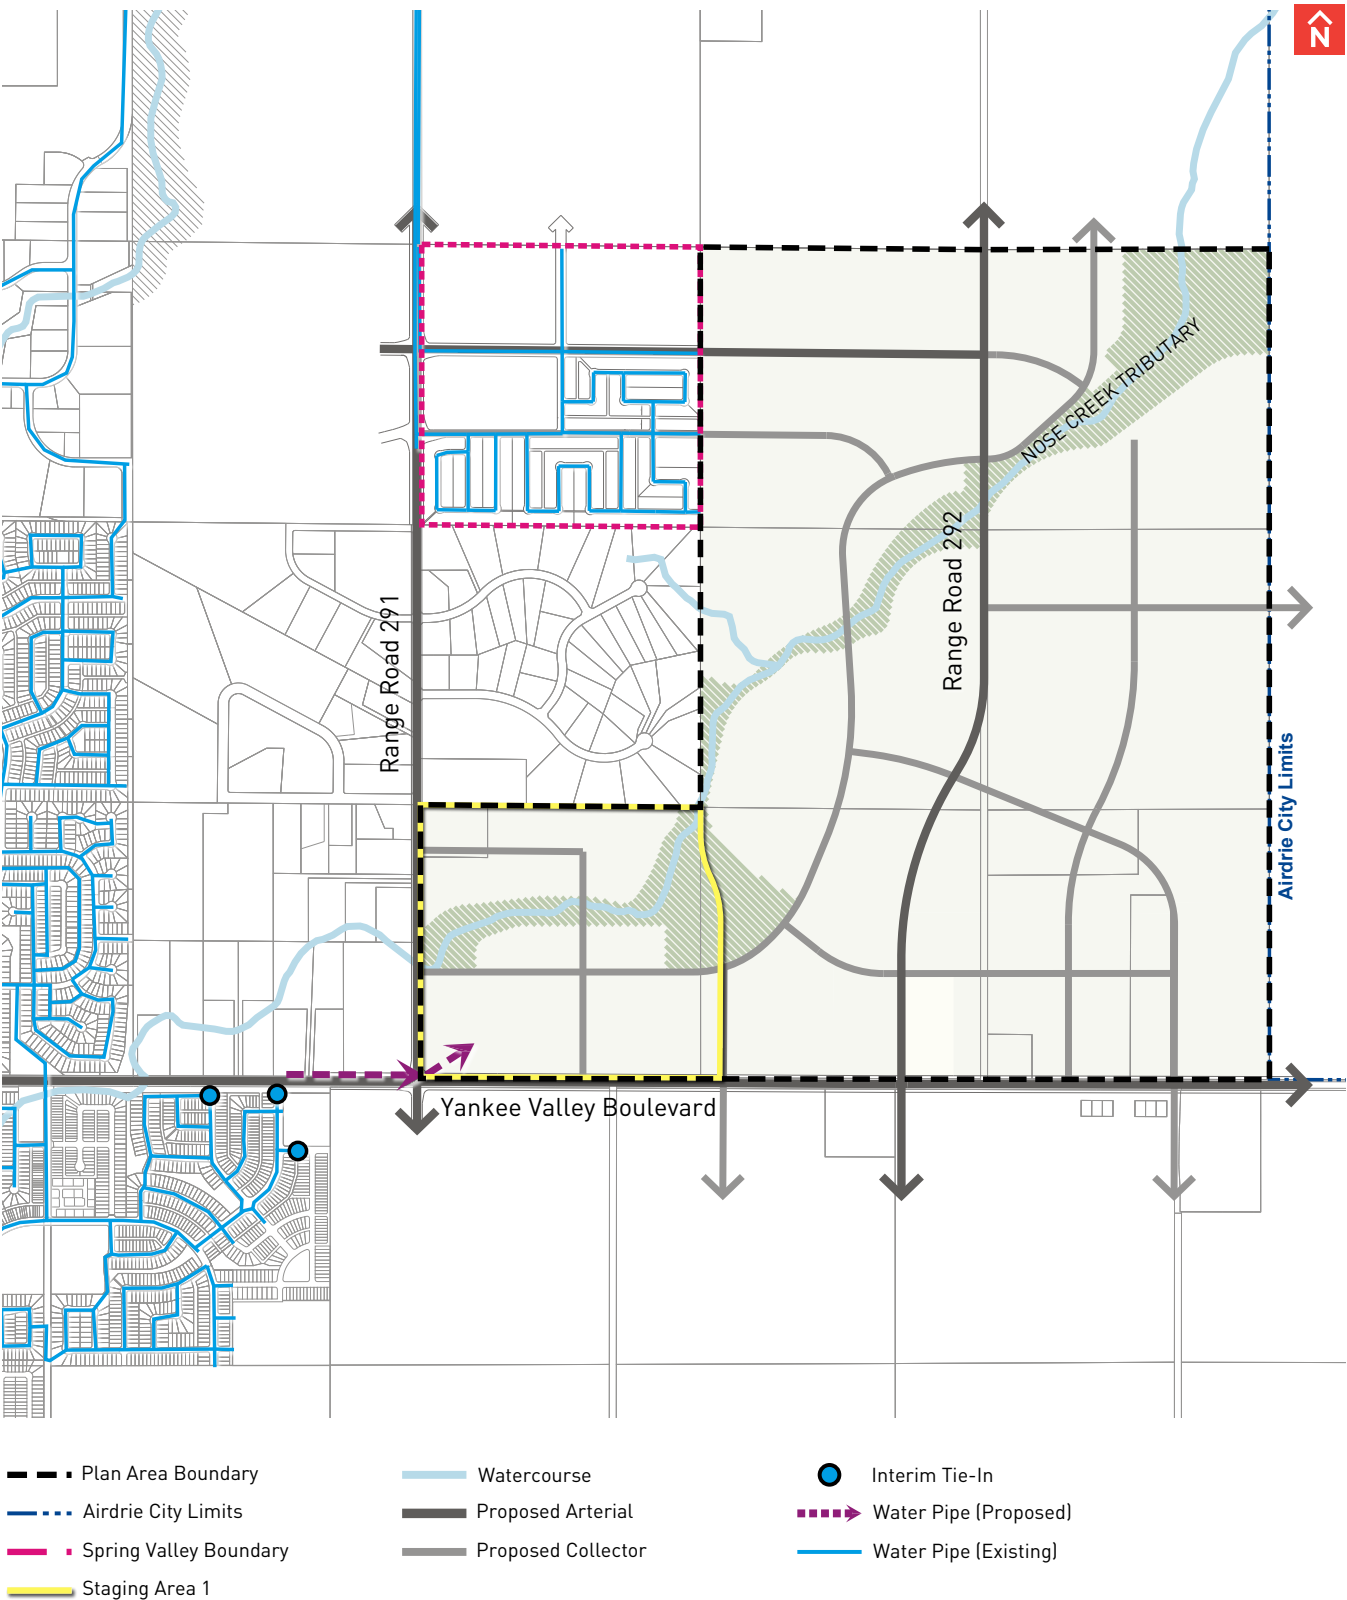 N
NOSE CREEK TRIBUTARY
Range Road 292
Range Road 291
Airdrie City Limits
Yankee Valley Boulevard
Plan Area Boundary
Airdrie City Limits
Spring Valley Boundary
Staging Area 1
Watercourse
Proposed Arterial
Proposed Collector
Interim Tie-In
Water Pipe (Proposed)
Water Pipe (Existing)